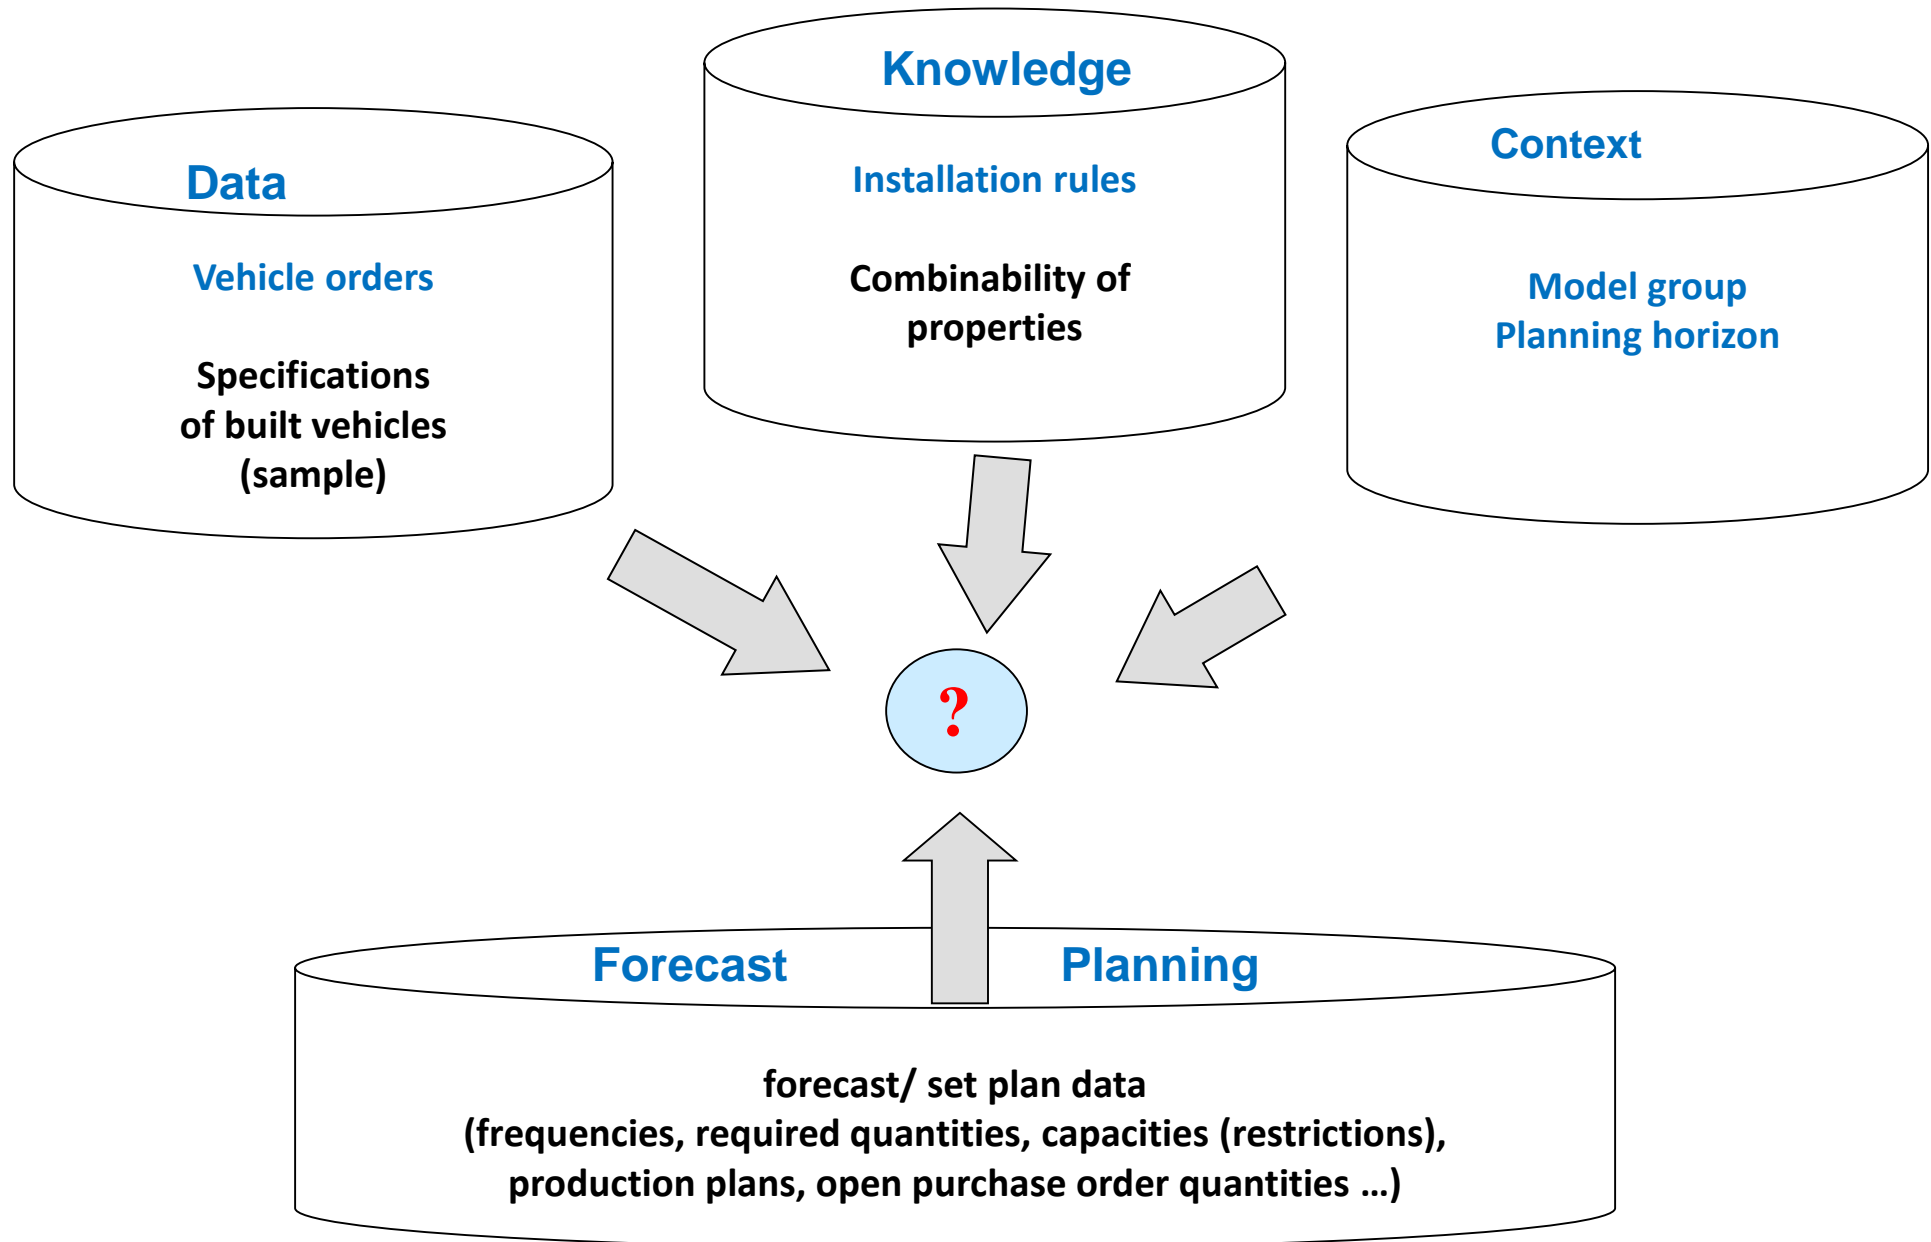 Data
Vehicle orders
Specifications
of built vehicles
(sample)
Knowledge
Installation rules
Combinability of
properties
Context
Model group
Planning horizon
?
Forecast
Planning
forecast/ set plan data
(frequencies, required quantities, capacities (restrictions),
production plans, open purchase order quantities ...)